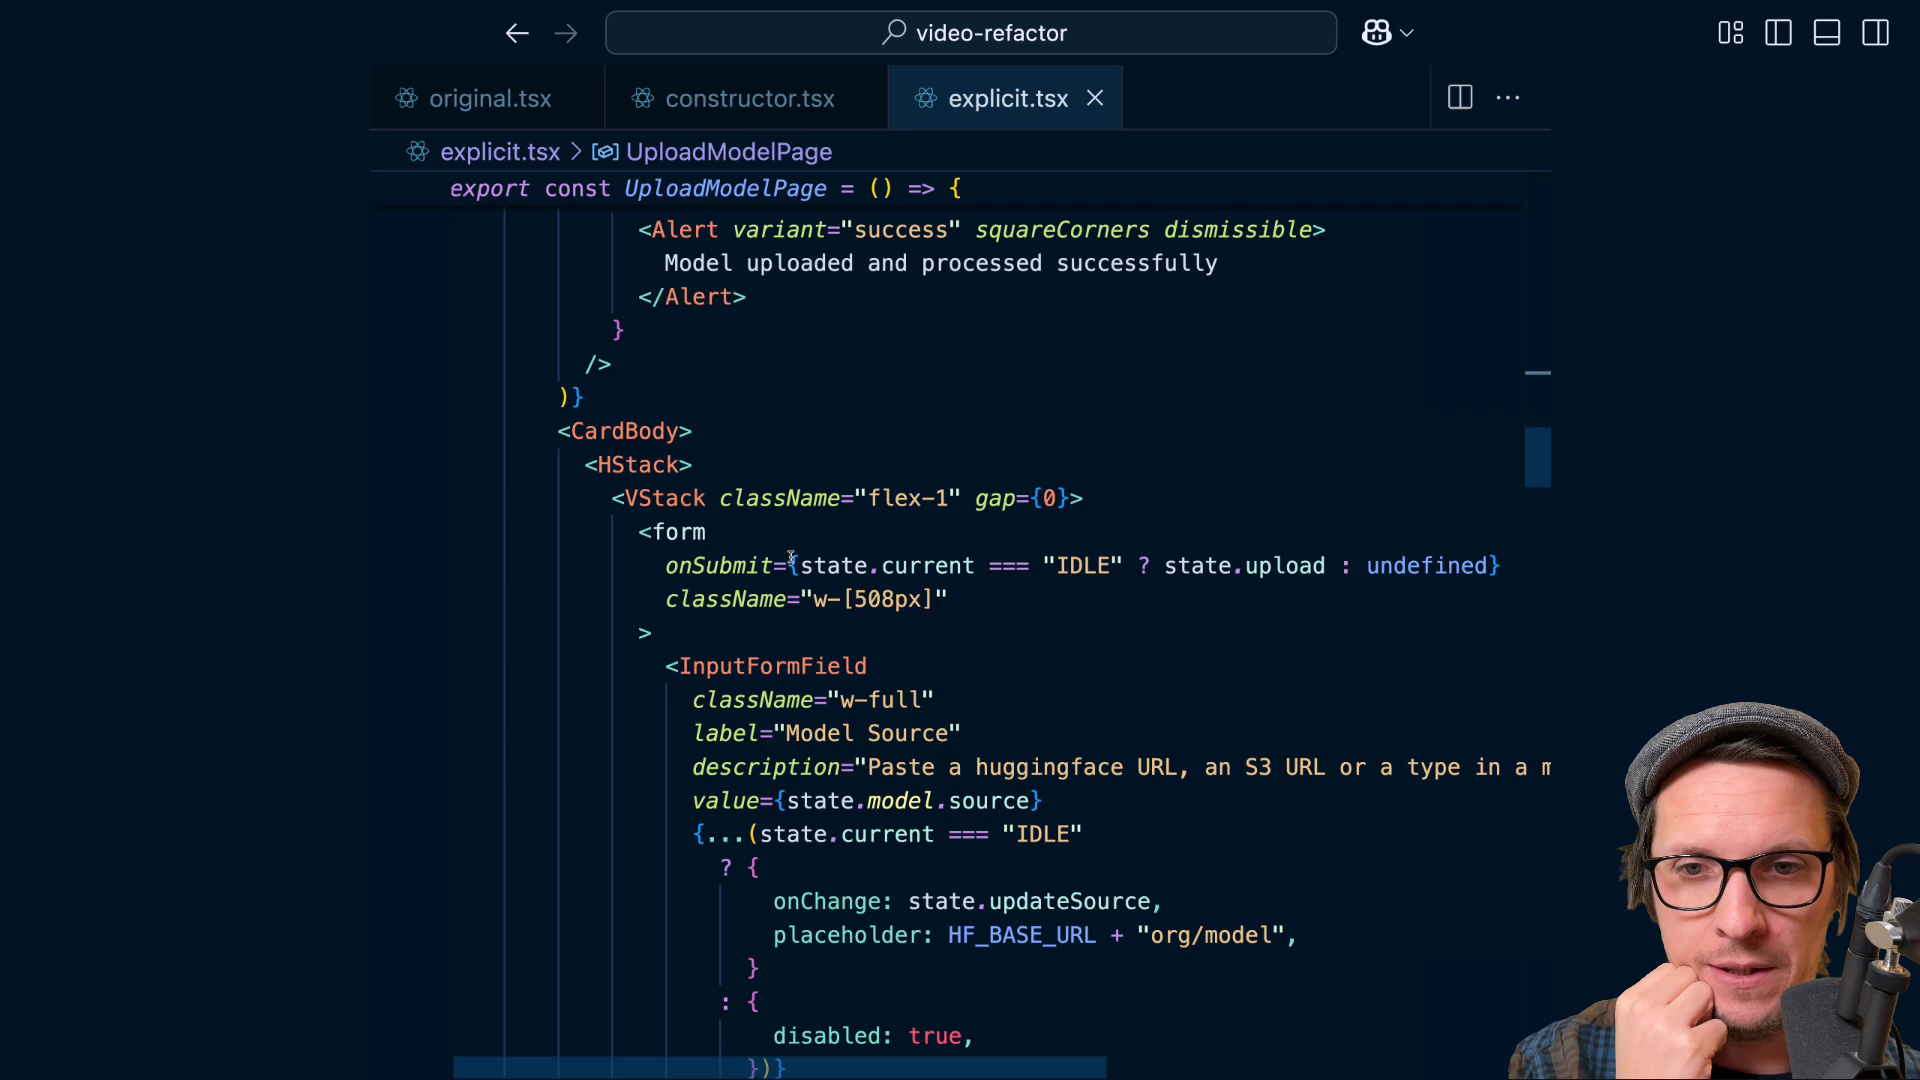 video-refactor
original.tsx
constructor.tsx
explicit.tsx
explicit.tsx > UploadModelPage
export const UploadModelPage = () => {
<Alert variant="success" squareCorners dismissible>
Model uploaded and processed successfully
</Alert>
}
/>
)}
<CardBody>
<HStack>
<VStack className="flex-1" gap={0}>
<form
onSubmit={state.current === "IDLE" ? state.upload : undefined}
className="w-[508px]"
>
<InputFormField
className="w-full"
label="Model Source"
description="Paste a huggingface URL, an S3 URL or a type in a m
value={state.model.source}
{...(state.current === "IDLE"
? {
onChange: state.updateSource,
placeholder: HF_BASE_URL + "org/model",
}
: {
disabled: true,
})}